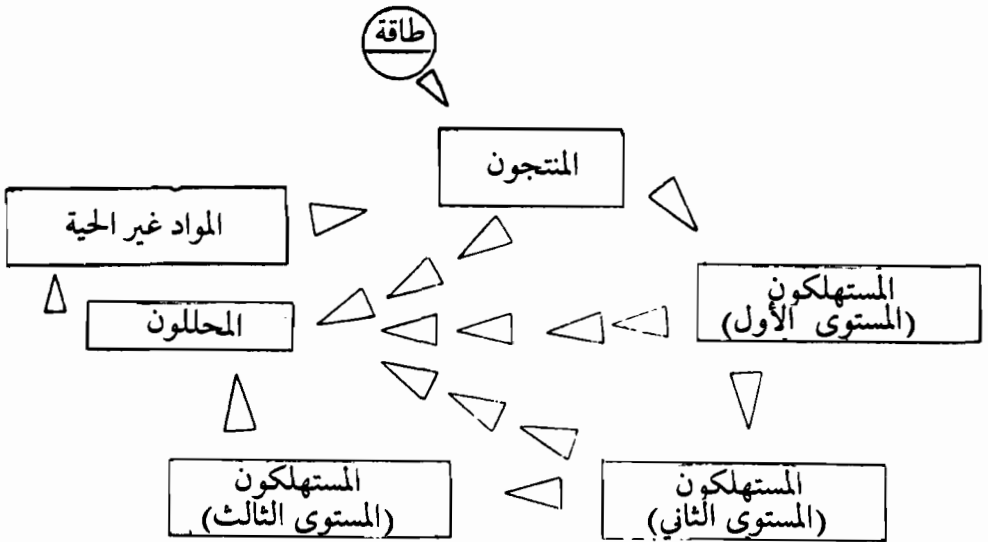 طاقة
المنتجون
المواد غير الحية
المستهلكون
(المستوى الأول)
المحللون
المستهلكون
(المستوى الثاني)
المستهلكون
(المستوى الثالث)